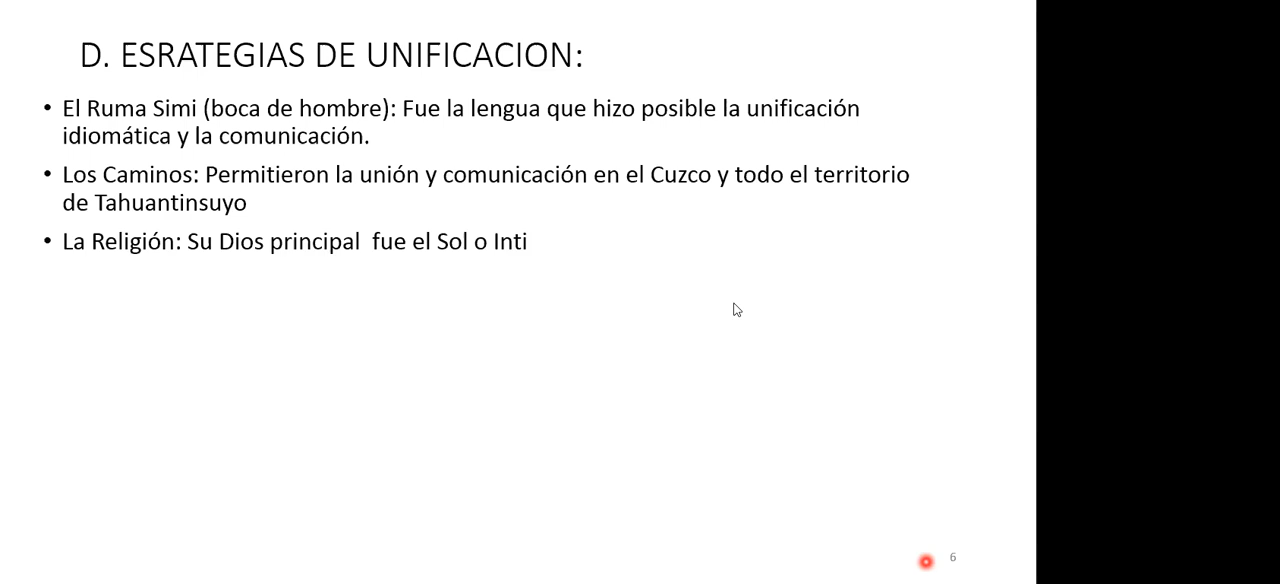 D. ESRATEGIAS DE UNIFICACION:
• El Ruma Simi (boca de hombre): Fue la lengua que hizo posible la unificación
idiomática y la comunicación.
• Los Caminos: Permitieron la unión y comunicación en el Cuzco y todo el territorio
de Tahuantinsuyo
• La Religión: Su Dios principal  fue el Sol o Inti
6